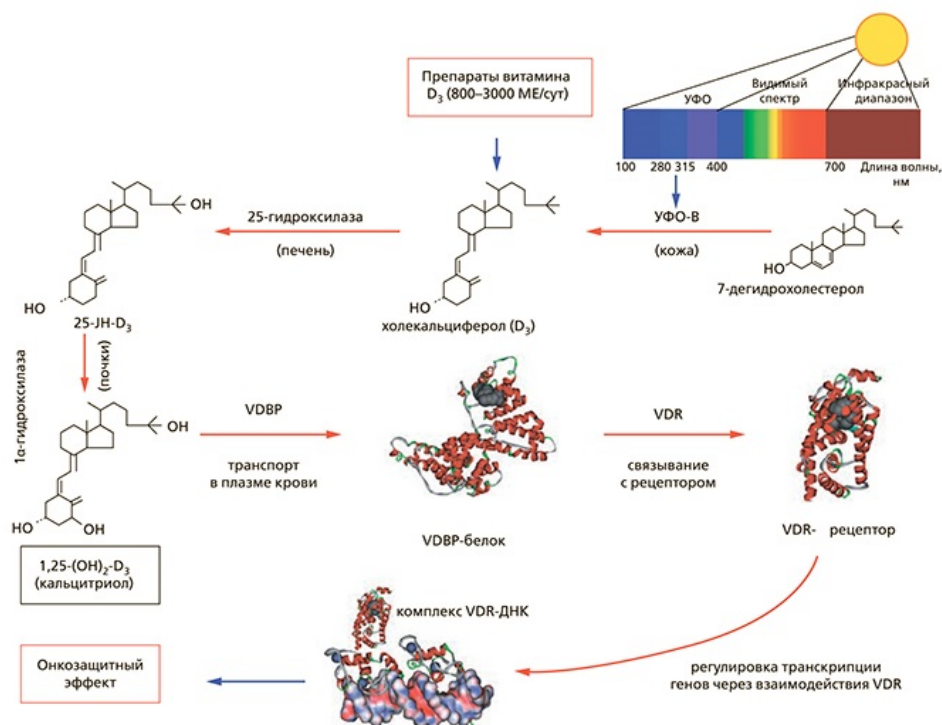 Препараты витамина
D₃ (800–3000 МЕ/сут)
УФО
Видимый
спектр
Инфракрасный
диапазон
100 280 315 400 700 Длина волны,
нм
OH
25-гидроксилаза
(печень)
УФО-В
(кожа)
HO
HO
HO
25-JH-D₃
холекальциферол (D₃)
7-дегидрохолестерол
1α-гидроксилаза
(почки)
OH
VDBP
транспорт
в плазме крови
VDR
связывание
с рецептором
HO
OH
VDBP-белок
VDR- рецептор
1,25-(OH)₂-D₃
(кальцитриол)
комплекс VDR-ДНК
Онкозащитный
эффект
регулировка транскрипции
генов через взаимодействия VDR